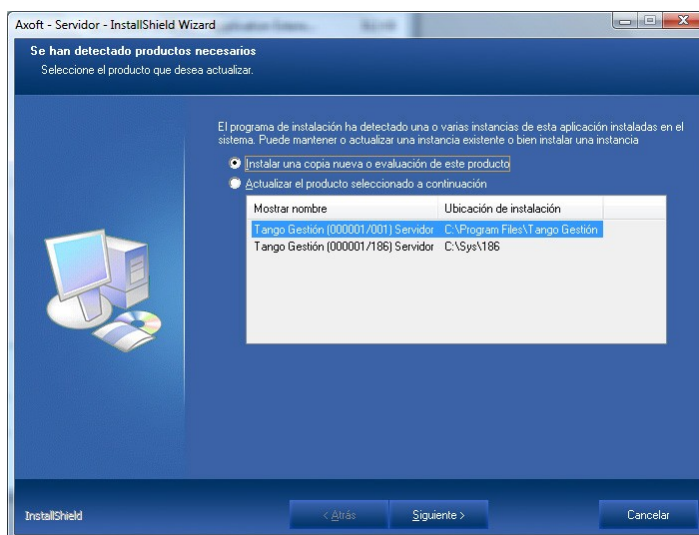 Axoft - Servidor - InstallShield Wizard
Se han detectado productos necesarios
Seleccione el producto que desea actualizar.
El programa de instalación ha detectado una o varias instancias de esta aplicación instaladas en el
sistema. Puede mantener o actualizar una instancia existente o bien instalar una instancia
Instalar una copia nueva o evaluación de este producto
Actualizar el producto seleccionado a continuación
Mostrar nombre Ubicación de instalación
Tango Gestión (000001/001) Servidor C:\Program Files\Tango Gestión
Tango Gestión (000001/186) Servidor C:\Sys\186
InstallShield
< Atrás Siguiente > Cancelar